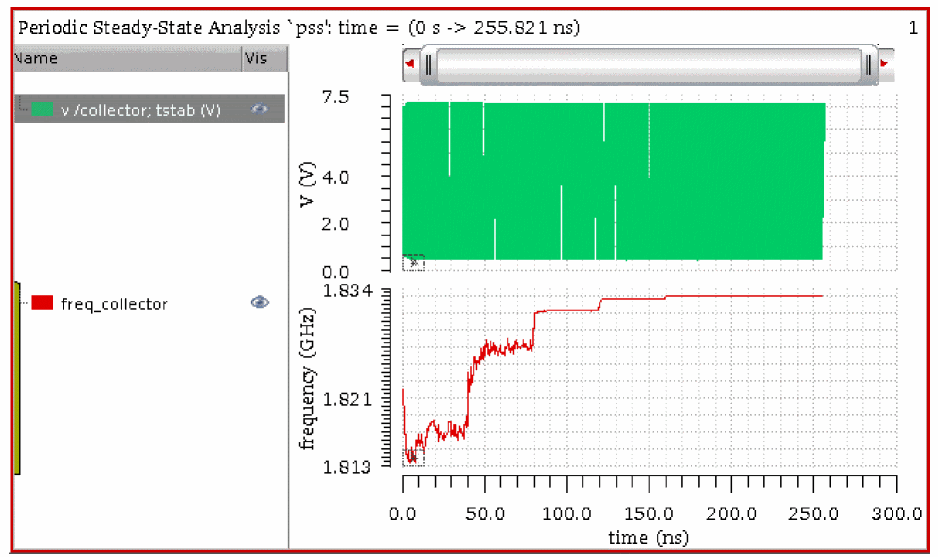 Periodic Steady-State Analysis `pss': time = (0 s -> 255.821 ns) 1
Name Vis
v /collector; tstab (V)
freq_collector
V (V)
7.5
4.0
2.0
0.0
frequency (GHz)
1.834
1.821
1.813
0.0 50.0 100.0 150.0 200.0 250.0 300.0
time (ns)